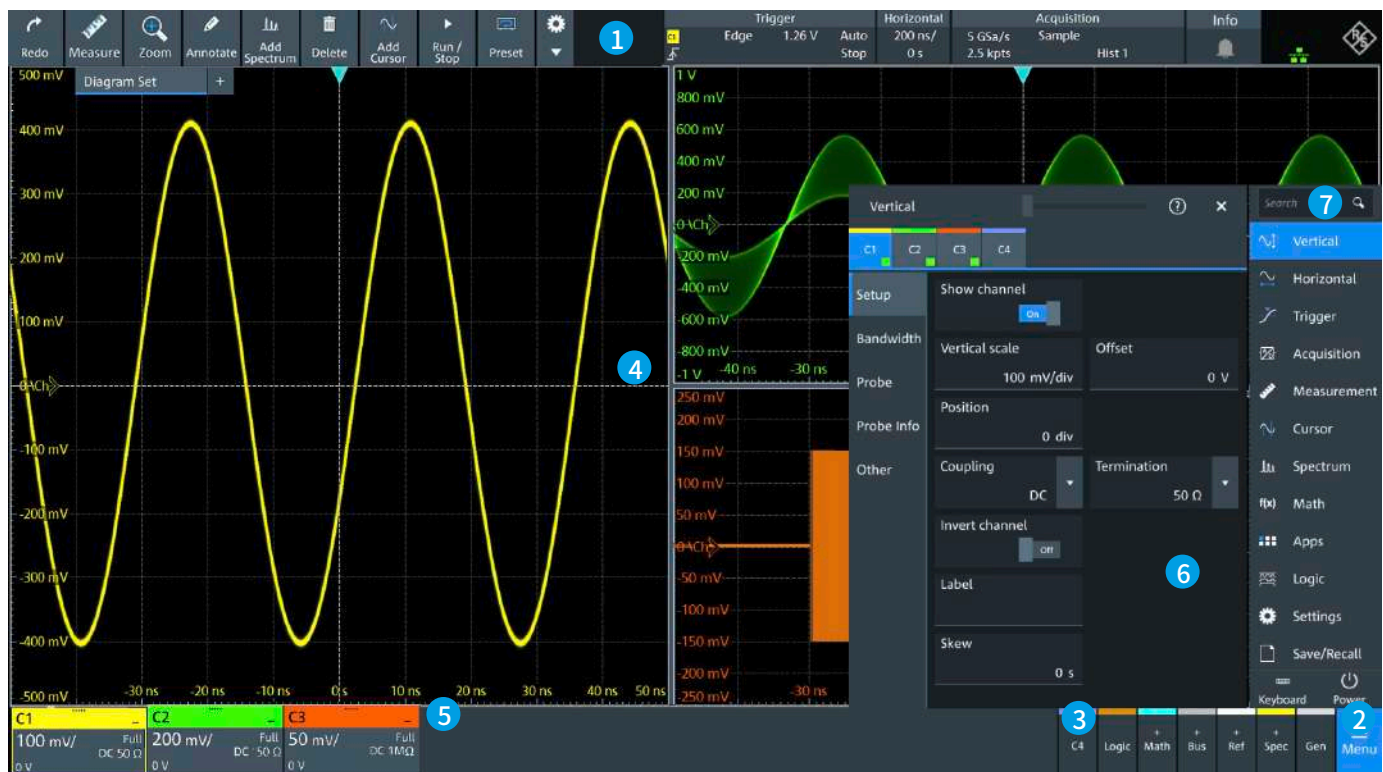 Redo
Measure
Zoom
Annotate
Add Spectrum
Delete
Add Cursor
Run / Stop
Preset
1
Trigger
C1 Edge 1.26 V Auto
Stop
Horizontal
200 ns/
0 s
Acquisition
5 GSa/s Sample
2.5 kpts Hist 1
Info
R&S
Diagram Set +
500 mV
400 mV
300 mV
200 mV
100 mV
-100 mV
-200 mV
-300 mV
-400 mV
-500 mV
-30 ns -20 ns -10 ns 0 s 10 ns 20 ns 30 ns 40 ns 50 ns
4
1 V
800 mV
600 mV
400 mV
200 mV
-200 mV
-400 mV
-600 mV
-800 mV
-1 V -40 ns -30 ns
250 mV
200 mV
150 mV
100 mV
50 mV
-50 mV
-100 mV
-150 mV
-200 mV
-250 mV -30 ns
Vertical ?
C1 C2 C3 C4
Setup
Bandwidth
Probe
Probe Info
Other
Show channel
On
Vertical scale
100 mV/div
Offset
0 V
Position
0 div
Coupling
DC
Termination
50 Ω
Invert channel
Off
Label
Skew
0 s
6
Search 7
Vertical
Horizontal
Trigger
Acquisition
Measurement
Cursor
Spectrum
f(x) Math
Apps
Logic
Settings
Save/Recall
Keyboard Power
C1
100 mV/ Full
DC 50 Ω
0 V
C2
200 mV/ Full
DC 50 Ω
0 V
C3
50 mV/ Full
DC 1MΩ
0 V
5
3
C4
Logic
+ Math
+ Bus
+ Ref
+ Spec
Gen
2
Menu